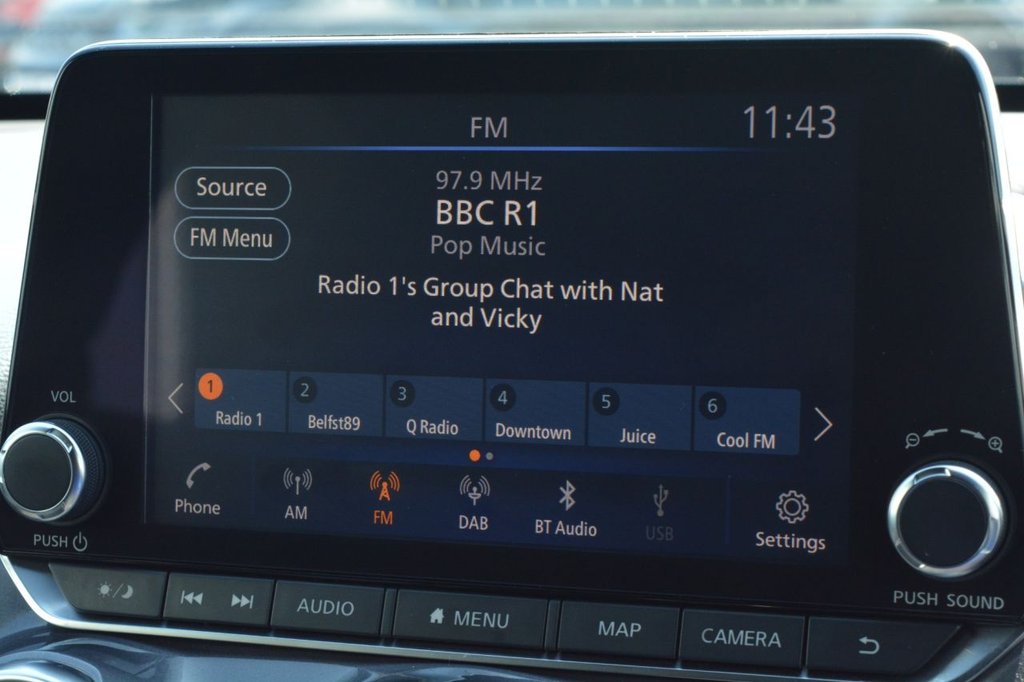 FM
11:43
Source
FM Menu
97.9 MHz
BBC R1
Pop Music
Radio 1's Group Chat with Nat
and Vicky
1
Radio 1
2
Belfst89
3
Q Radio
4
Downtown
5
Juice
6
Cool FM
Phone
AM
FM
DAB
BT Audio
USB
Settings
VOL
PUSH
PUSH SOUND
AUDIO
MENU
MAP
CAMERA